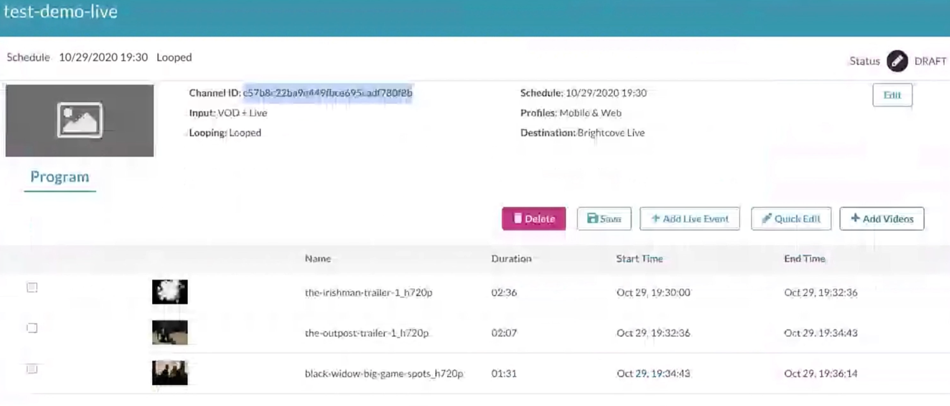 test-demo-live
Schedule 10/29/2020 19:30 Looped
Status DRAFT
Channel ID:
Schedule: 10/29/2020 19:30
Edit
Input: VOD + Live
Profiles: Mobile & Web
Looping: Looped
Destination: Brightcove Live
Program
Delete Save + Add Live Event Quick Edit + Add Videos
Name Duration Start Time End Time
the-irishman-trailer-1_h720p 02:36 Oct 29, 19:30:00 Oct 29, 19:32:36
the-outpost-trailer-1_h720p 02:07 Oct 29, 19:32:36 Oct 29, 19:34:43
black-widow-big-game-spots_h720p 01:31 Oct 29, 19:34:43 Oct 29, 19:36:14